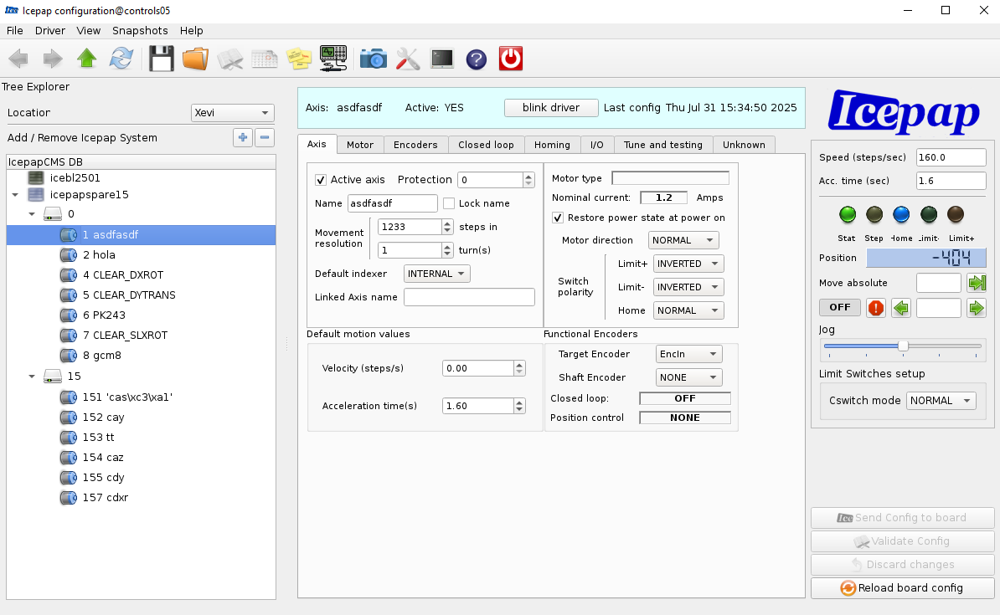 Icepap configuration@controls05
File Driver View Snapshots Help
Tree Explorer
Location
Xevi
Add / Remove Icepap System
IcepapCMS DB
icebl2501
icepapspare15
0
1 asdfasdf
2 hola
4 CLEAR_DXROT
5 CLEAR_DYTRANS
6 PK243
7 CLEAR_SLXROT
8 gcm8
15
151 'cas\xc3\xa1'
152 cay
153 tt
154 caz
155 cdy
157 cdxr
Axis: asdfasdf Active: YES blink driver Last config Thu Jul 31 15:34:50 2025
Axis Motor Encoders Closed loop Homing I/O Tune and testing Unknown
Active axis Protection 0
Name asdfasdf Lock name
Movement resolution
1233 steps in
1 turn(s)
Default indexer INTERNAL
Linked Axis name
Motor type
Nominal current: 1.2 Amps
Restore power state at power on
Motor direction NORMAL
Switch polarity
Limit+ INVERTED
Limit- INVERTED
Home NORMAL
Default motion values
Velocity (steps/s) 0.00
Acceleration time(s) 1.60
Functional Encoders
Target Encoder EncIn
Shaft Encoder NONE
Closed loop: OFF
Position control NONE
Icepap
Speed (steps/sec) 160.0
Acc. time (sec) 1.6
Stat Step Home Limit- Limit+
Position -404
Move absolute
OFF
Jog
Limit Switches setup
Cswitch mode NORMAL
Ice Send Config to board
Validate Config
Discard changes
Reload board config